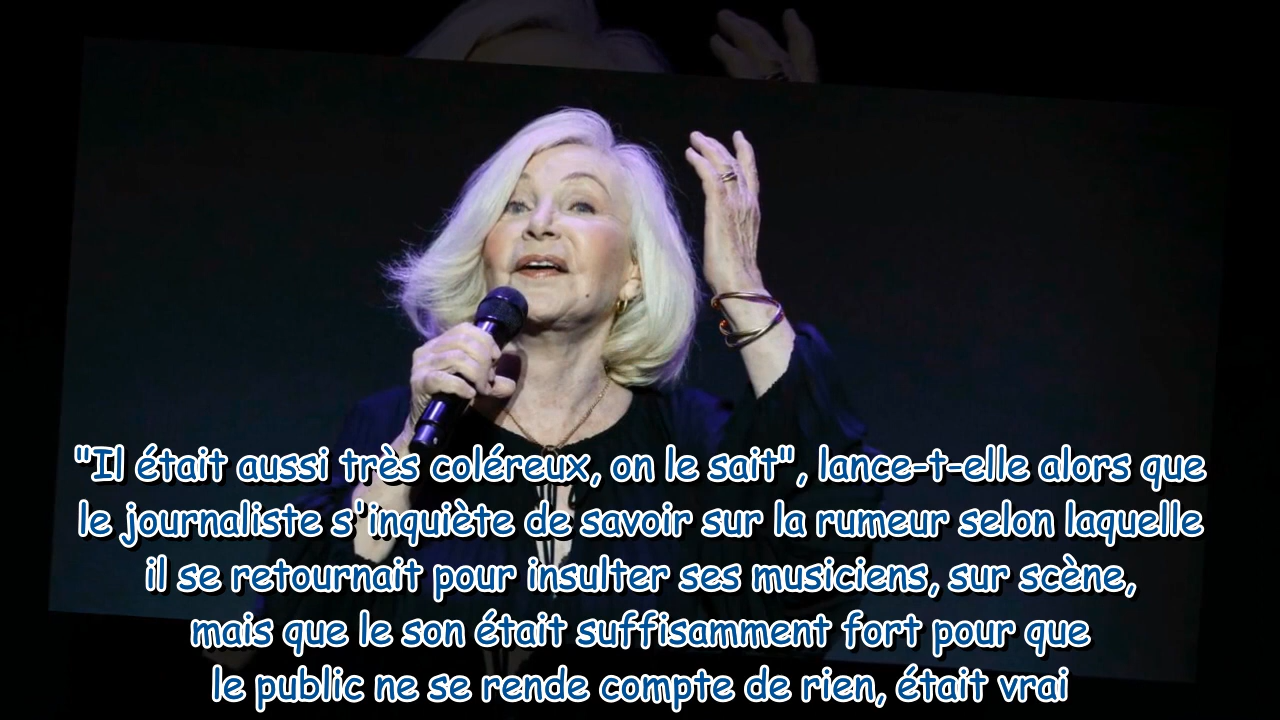 "Il était aussi très coléreux, on le sait", lance-t-elle alors que
le journaliste s'inquiète de savoir sur la rumeur selon laquelle
il se retournait pour insulter ses musiciens, sur scène,
mais que le son était suffisamment fort pour que
le public ne se rende compte de rien, était vrai